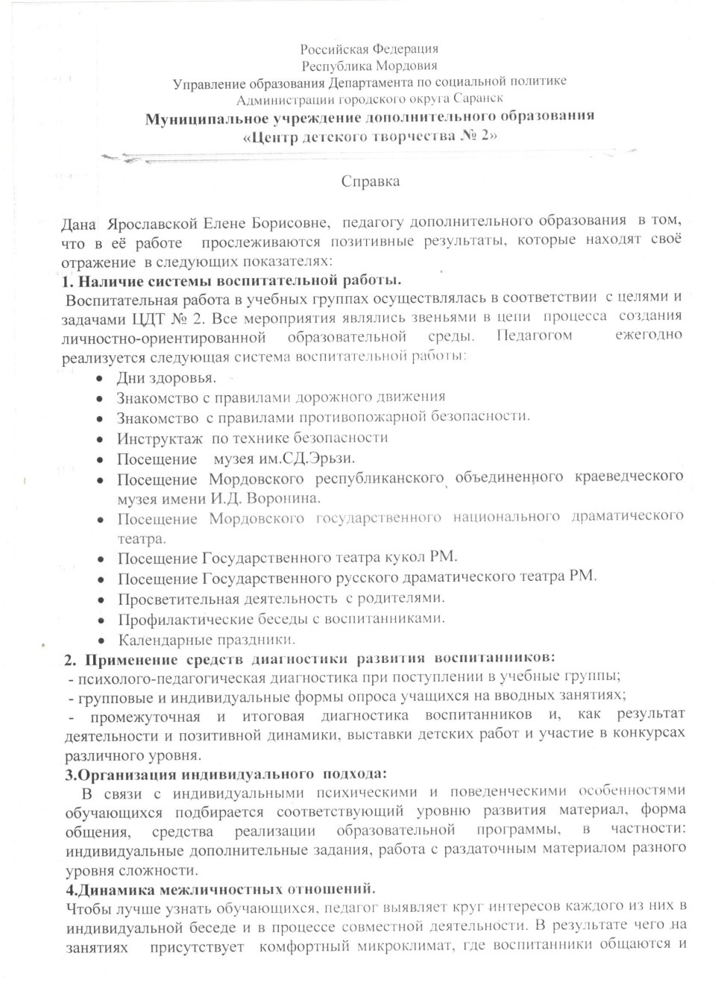 Российская Федерация
Республика Мордовия
Управление образования Департамента по социальной политике
Администрации городского округа Саранск
Муниципальное учреждение дополнительного образования
«Центр детского творчества № 2»
Справка
Дана Ярославской Елене Борисовне, педагогу дополнительного образования в том,
что в её работе прослеживаются позитивные результаты, которые находят своё
отражение в следующих показателях:
1. Наличие системы воспитательной работы.
Воспитательная работа в учебных группах осуществлялась в соответствии с целями и
задачами ЦДТ № 2. Все мероприятия являлись звеньями в цепи процесса создания
личностно-ориентированной образовательной среды. Педагогом ежегодно
реализуется следующая система воспитательной работы:
• Дни здоровья.
• Знакомство с правилами дорожного движения
• Знакомство с правилами противопожарной безопасности.
• Инструктаж по технике безопасности
• Посещение музея им.СД.Эрьзи.
• Посещение Мордовского республиканского объединенного краеведческого
музея имени И.Д. Воронина.
• Посещение Мордовского государственного национального драматического
театра.
• Посещение Государственного театра кукол РМ.
• Посещение Государственного русского драматического театра РМ.
• Просветительная деятельность с родителями.
• Профилактические беседы с воспитанниками.
• Календарные праздники.
2. Применение средств диагностики развития воспитанников:
- психолого-педагогическая диагностика при поступлении в учебные группы;
- групповые и индивидуальные формы опроса учащихся на вводных занятиях;
- промежуточная и итоговая диагностика воспитанников и, как результат
деятельности и позитивной динамики, выставки детских работ и участие в конкурсах
различного уровня.
3.Организация индивидуального подхода:
В связи с индивидуальными психическими и поведенческими особенностями
обучающихся подбирается соответствующий уровню развития материал, форма
общения, средства реализации образовательной программы, в частности:
индивидуальные дополнительные задания, работа с раздаточным материалом разного
уровня сложности.
4.Динамика межличностных отношений.
Чтобы лучше узнать обучающихся, педагог выявляет круг интересов каждого из них в
индивидуальной беседе и в процессе совместной деятельности. В результате чего на
занятиях присутствует комфортный микроклимат, где воспитанники общаются и